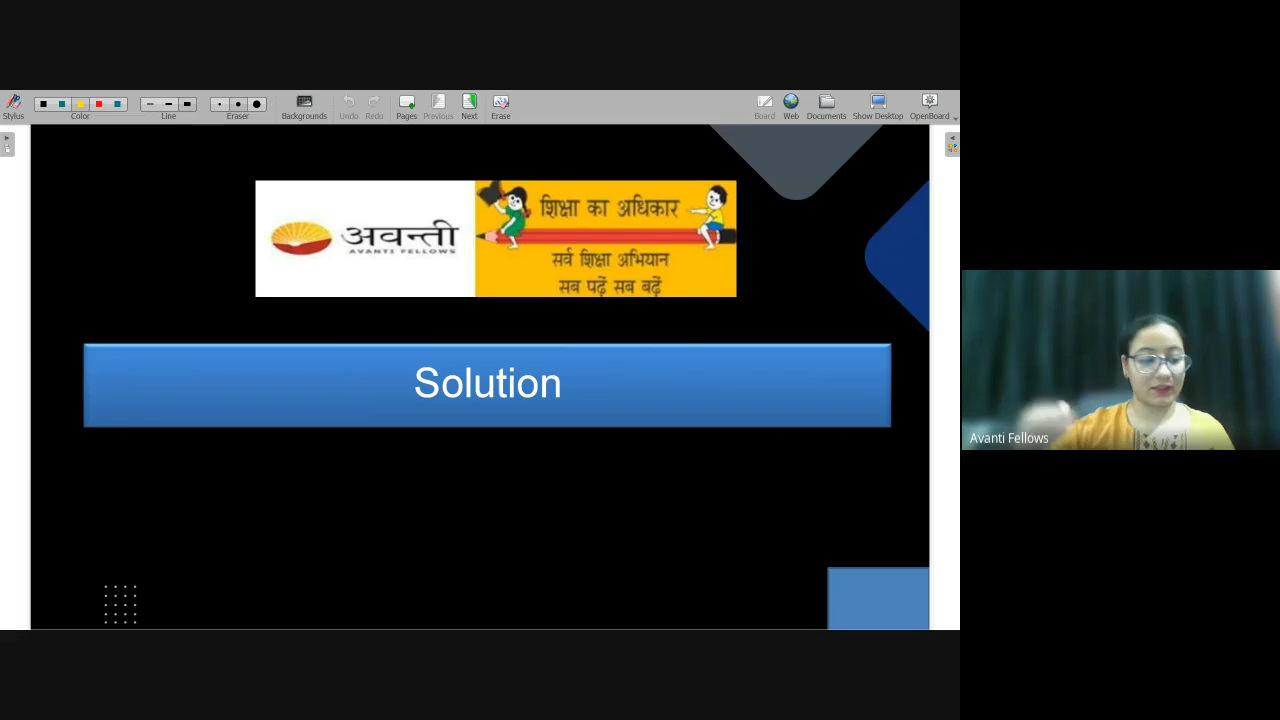 Stylus
Color
Line
Eraser
Backgrounds
Undo
Redo
Pages
Previous
Next
Erase
Board
Web
Documents
Show Desktop
OpenBoard
अवन्ती
AVANTI FELLOWS
शिक्षा का अधिकार
सर्व शिक्षा अभियान
सब पढ़ें सब बढ़ें
Solution
Avanti Fellows